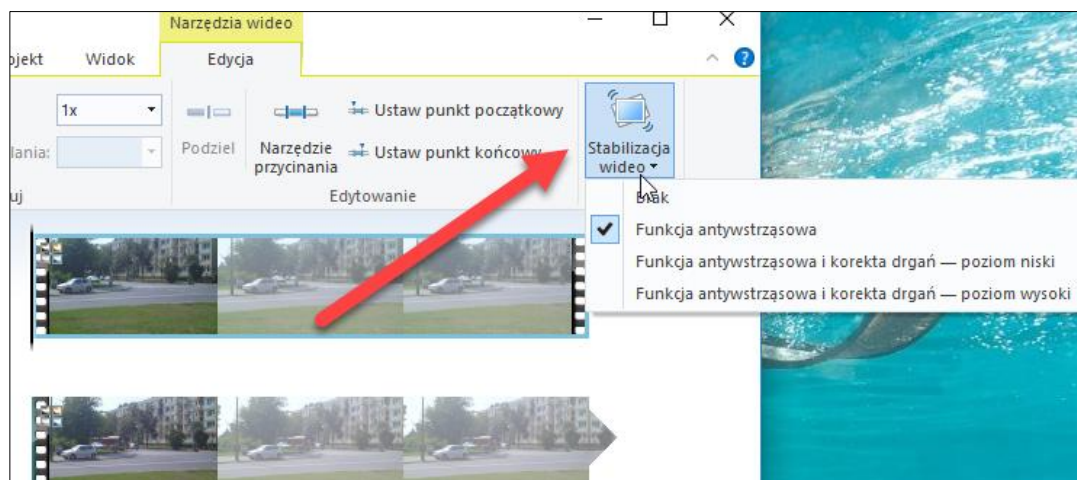 Narzędzia wideo
ojekt Widok Edycja
1x
Podziel
Narzędzie
przycinania
Ustaw punkt początkowy
Ustaw punkt końcowy
lania:
uj
Edytowanie
Stabilizacja
wideo
Brak
Funkcja antywstrząsowa
Funkcja antywstrząsowa i korekta drgań — poziom niski
Funkcja antywstrząsowa i korekta drgań — poziom wysoki